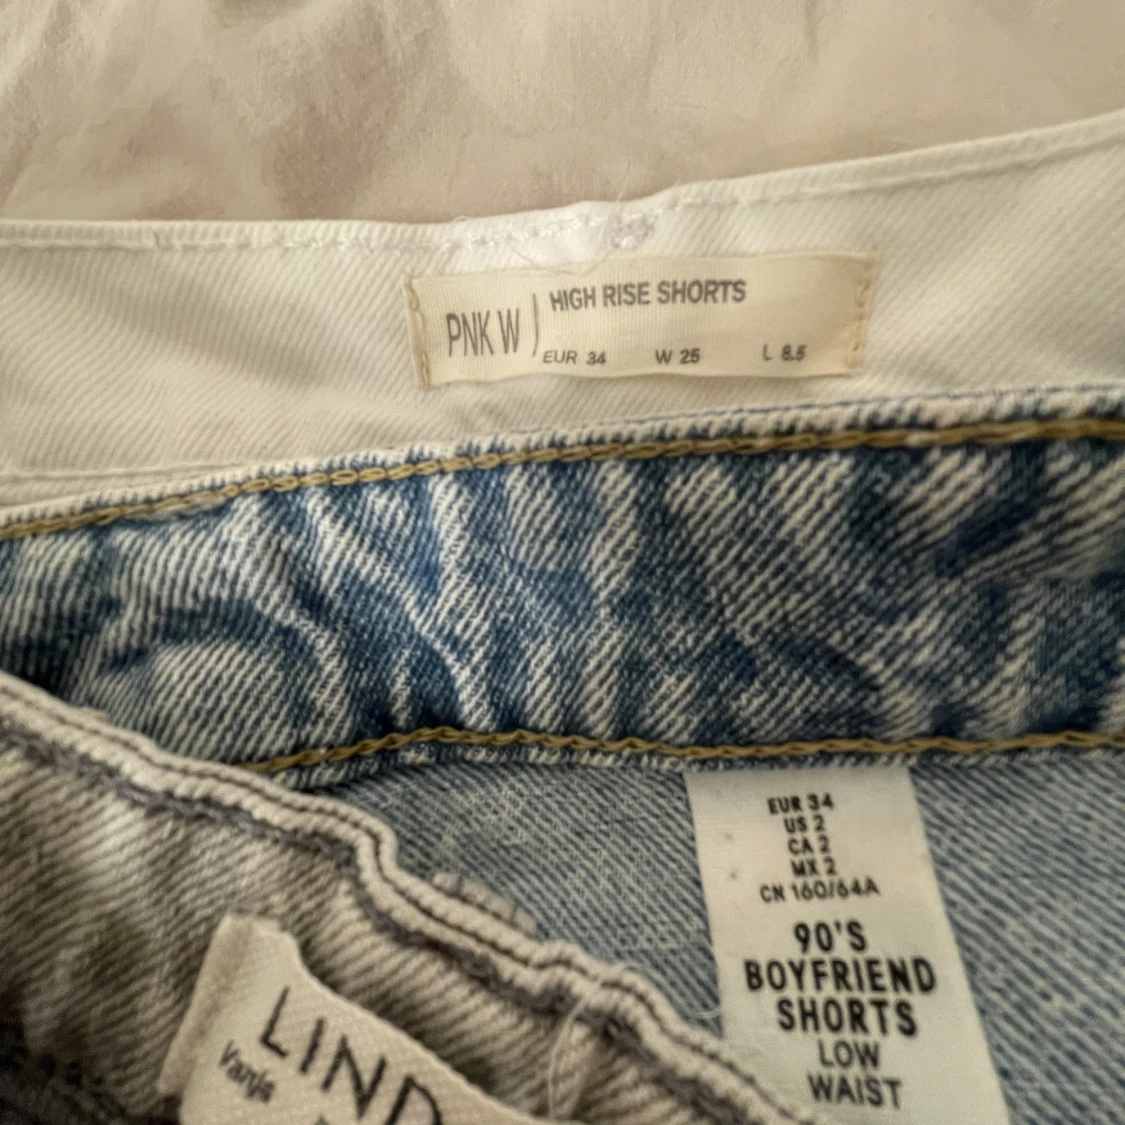 PNK W
HIGH RISE SHORTS
EUR 34 W 25 L 8.5
EUR 34
US 2
CA 2
MX 2
CN 160/64A
90'S
BOYFRIEND
SHORTS
LOW
WAIST
LIND
Vanja